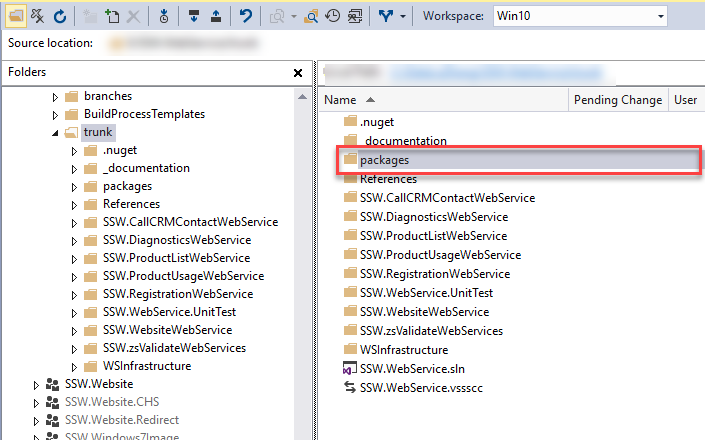 Workspace: Win10
Source location:
Folders
branches
BuildProcessTemplates
trunk
.nuget
_documentation
packages
References
SSW.CallCRMContactWebService
SSW.DiagnosticsWebService
SSW.ProductListWebService
SSW.ProductUsageWebService
SSW.RegistrationWebService
SSW.WebService.UnitTest
SSW.WebsiteWebService
SSW.zsValidateWebServices
WSInfrastructure
SSW.Website
SSW.Website.CHS
SSW.Website.Redirect
SSW.Windows7Image
Name Pending Change User
.nuget
_documentation
packages
References
SSW.CallCRMContactWebService
SSW.DiagnosticsWebService
SSW.ProductListWebService
SSW.ProductUsageWebService
SSW.RegistrationWebService
SSW.WebService.UnitTest
SSW.WebsiteWebService
SSW.zsValidateWebServices
WSInfrastructure
SSW.WebService.sln
SSW.WebService.vssscc